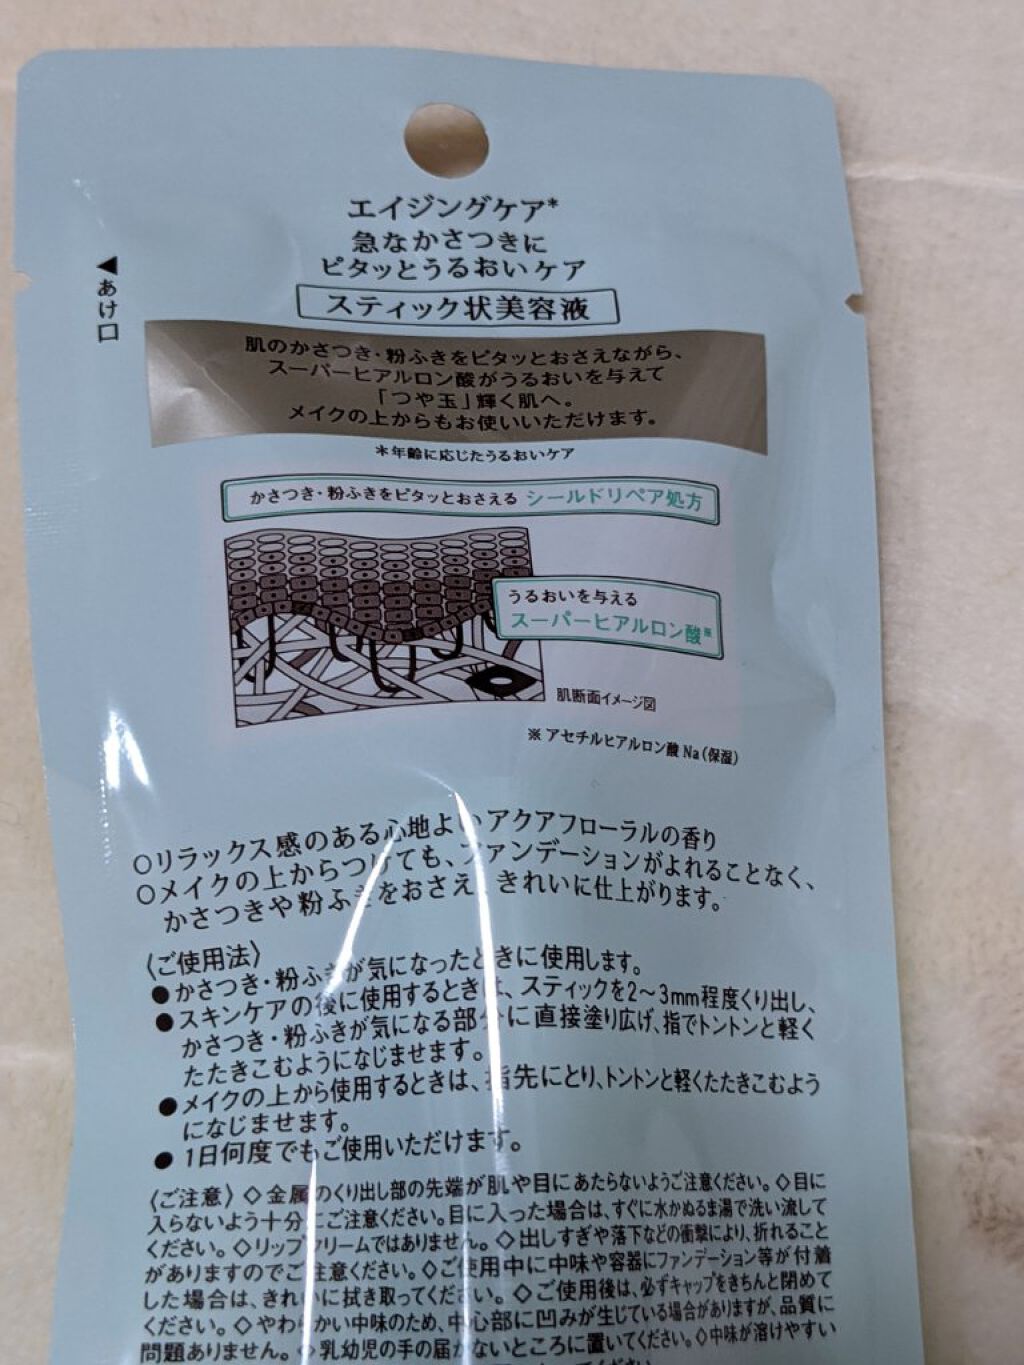 エイジングケア*
急なかさつきに
ピタッとうるおいケア
◀あけ口
スティック状美容液
肌のかさつき・粉ふきをピタッとおさえながら、
スーパーヒアルロン酸がうるおいを与えて
「つや玉」輝く肌へ。
メイクの上からもお使いいただけます。
*年齢に応じたうるおいケア
かさつき・粉ふきをピタッとおさえる シールドリペア処方
うるおいを与える
スーパーヒアルロン酸※
肌断面イメージ図
※ アセチルヒアルロン酸 Na(保湿)
○リラックス感のある心地よいアクアフローラルの香り
○メイクの上からつけても、ファンデーションがよれることなく、
かさつきや粉ふきをおさえ、きれいに仕上がります。
〈ご使用法〉
●かさつき・粉ふきが気になったときに使用します。
●スキンケアの後に使用するときは、スティックを2〜3mm程度くり出し、
かさつき・粉ふきが気になる部分に直接塗り広げ、指でトントンと軽く
たたきこむようになじませます。
●メイクの上から使用するときは、指先にとり、トントンと軽くたたきこむよう
になじませます。
●1日何度でもご使用いただけます。
〈ご注意〉◇金属のくり出し部の先端が肌や目にあたらないようご注意ください。◇目に
入らないよう十分にご注意ください。目に入った場合は、すぐに水かぬるま湯で洗い流して
ください。◇リップクリームではありません。◇出しすぎや落下などの衝撃により、折れること
がありますのでご注意ください。◇ご使用中に中味や容器にファンデーション等が付着
した場合は、きれいに拭き取ってください。◇ご使用後は、必ずキャップをきちんと閉めて
ください。◇やわらかい中味のため、中心部に凹みが生じている場合がありますが、品質に
問題ありません。◇乳幼児の手の届かないところに置いてください。◇中味が溶けやすい